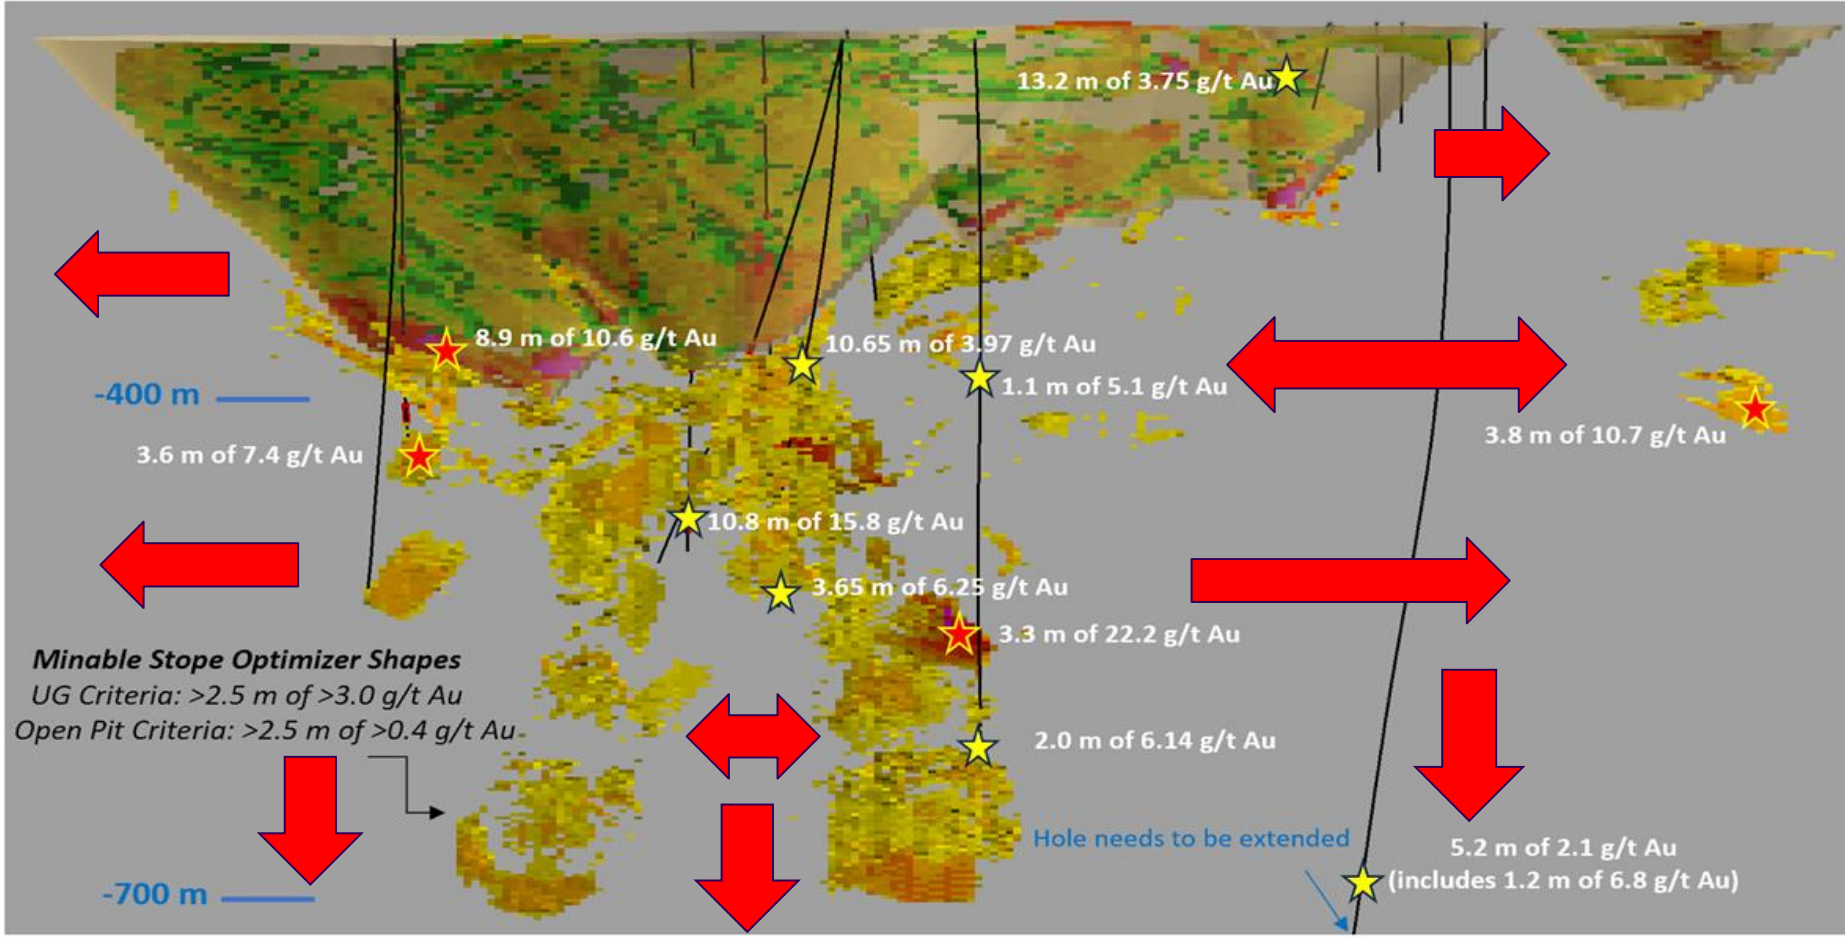 13.2 m of 3.75 g/t Au
8.9 m of 10.6 g/t Au
10.65 m of 3.97 g/t Au
-400 m
1.1 m of 5.1 g/t Au
3.8 m of 10.7 g/t Au
3.6 m of 7.4 g/t Au
10.8 m of 15.8 g/t Au
3.65 m of 6.25 g/t Au
3.3 m of 22.2 g/t Au
Minable Stope Optimizer Shapes
UG Criteria: >2.5 m of >3.0 g/t Au
Open Pit Criteria: >2.5 m of >0.4 g/t Au
2.0 m of 6.14 g/t Au
Hole needs to be extended
5.2 m of 2.1 g/t Au
(includes 1.2 m of 6.8 g/t Au)
-700 m